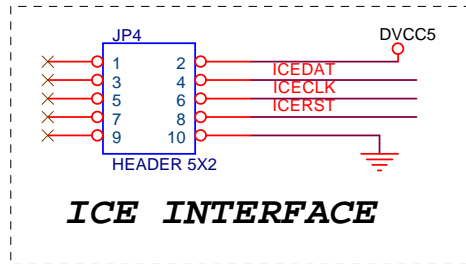 JP4
DVCC5
1 2
ICEDAT
3 4
ICECLK
5 6
ICERST
7 8
9 10
HEADER 5X2
ICE INTERFACE